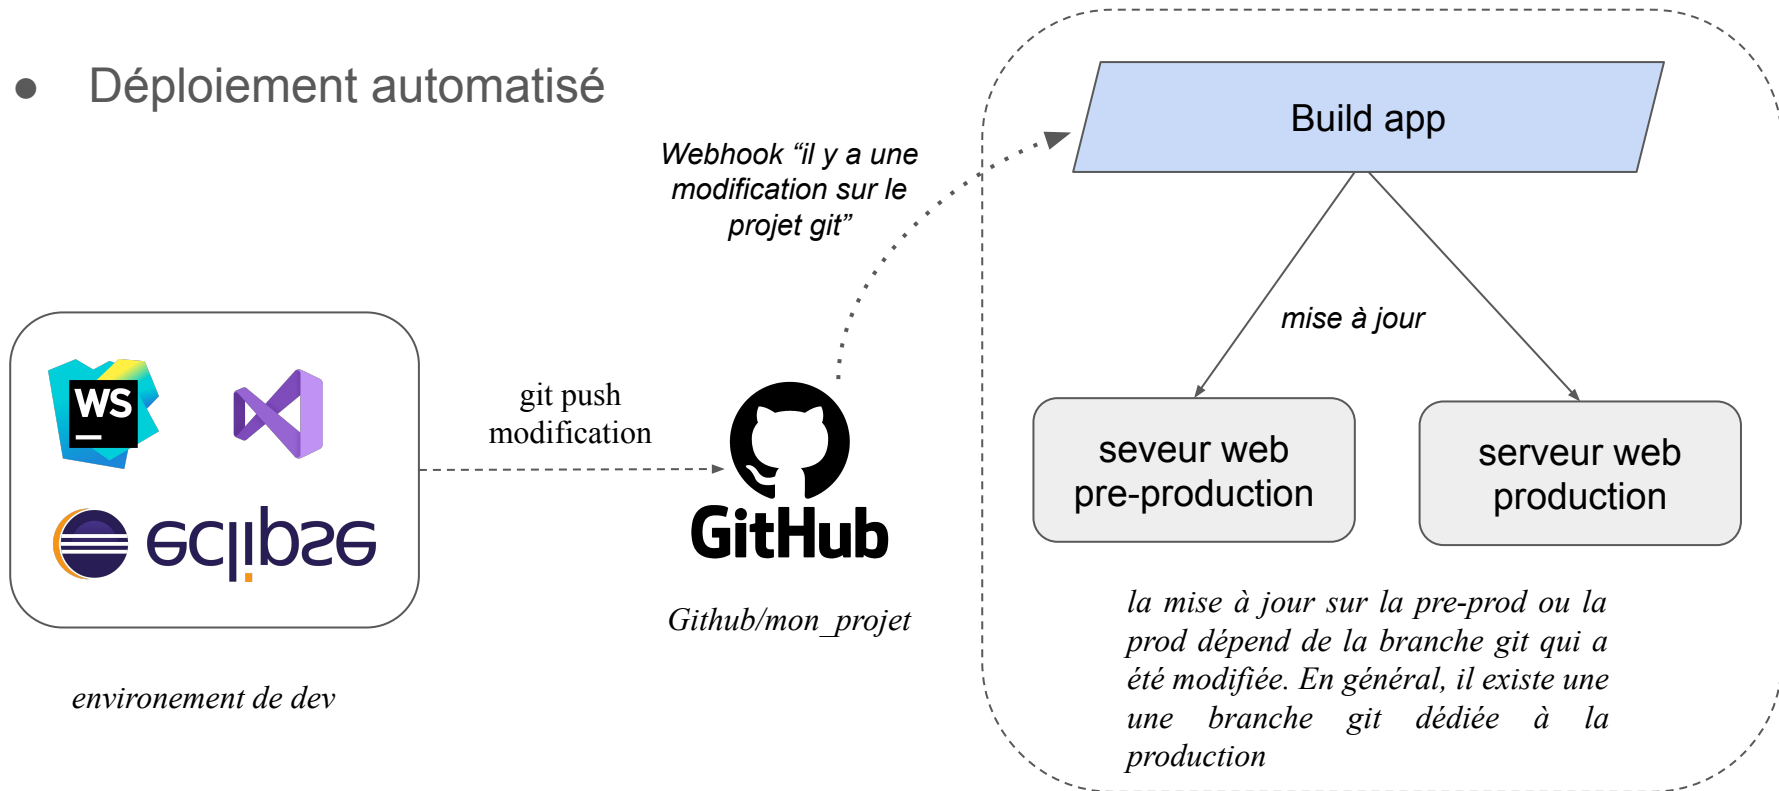 ● Déploiement automatisé
Build app
Webhook “il y a une
modification sur le
projet git”
mise à jour
WS
eclipse
git push
modification
GitHub
Github/mon_projet
environement de dev
seveur web
pre-production
serveur web
production
la mise à jour sur la pre-prod ou la
prod dépend de la branche git qui a
été modifiée. En général, il existe une
une branche git dédiée à la
production